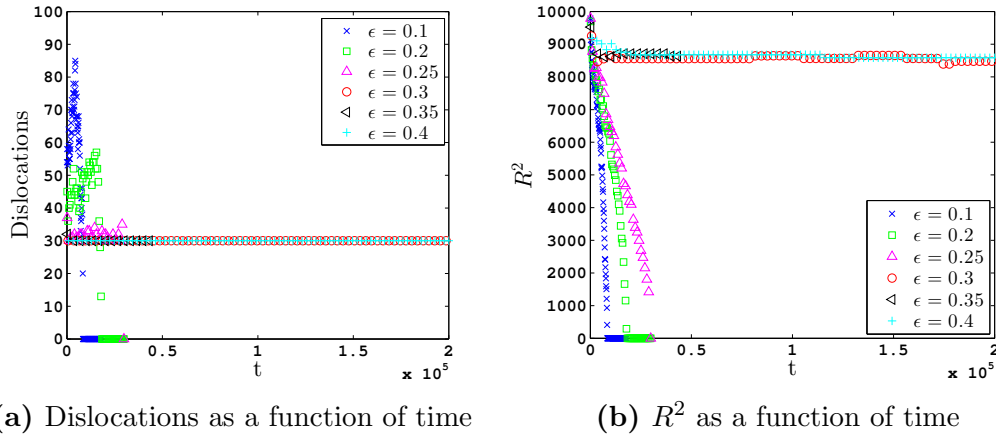 100
90
80
70
60
50
40
30
20
10
0
Dislocations
0
0.5
1
1.5
2
t
x 10⁵
ϵ = 0.1
ϵ = 0.2
ϵ = 0.25
ϵ = 0.3
ϵ = 0.35
ϵ = 0.4
10000
9000
8000
7000
6000
5000
4000
3000
2000
1000
0
R²
0
0.5
1
1.5
2
t
x 10⁵
ϵ = 0.1
ϵ = 0.2
ϵ = 0.25
ϵ = 0.3
ϵ = 0.35
ϵ = 0.4
(a) Dislocations as a function of time
(b) R² as a function of time